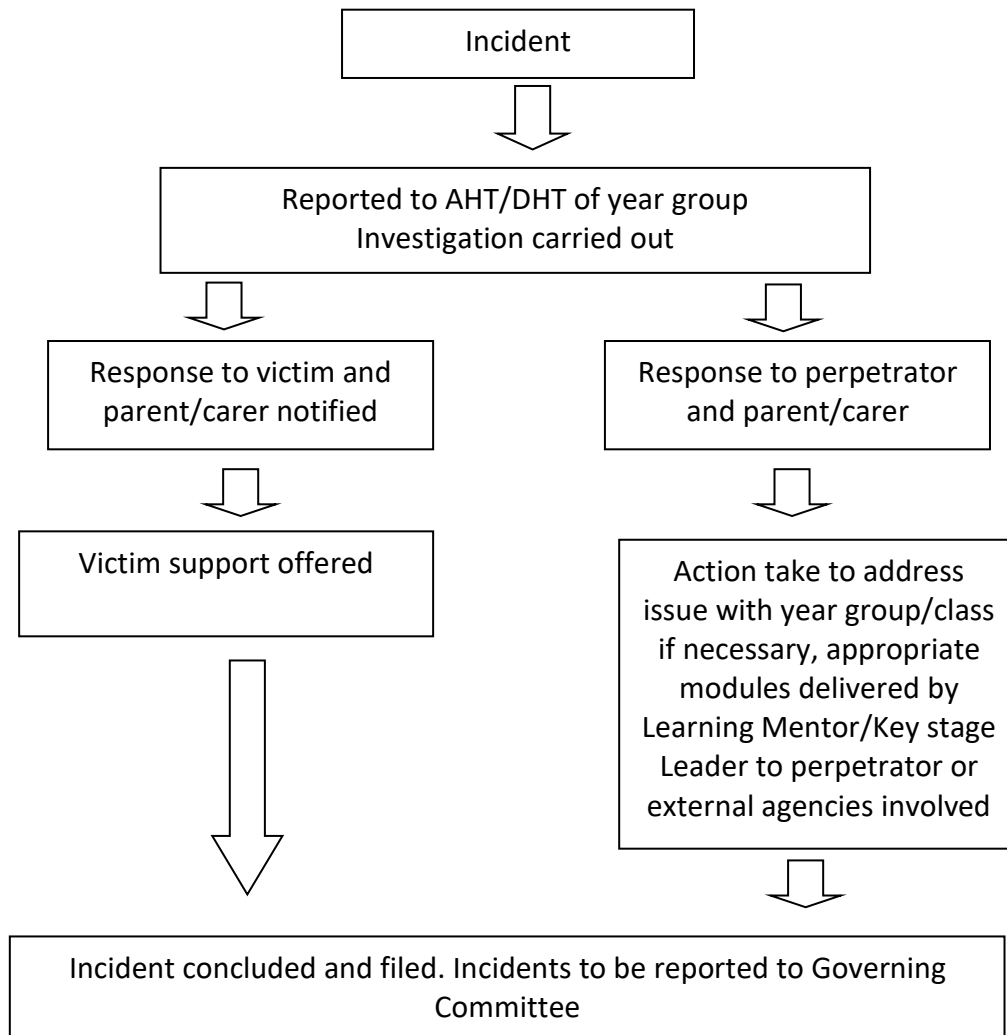 Incident
Reported to AHT/DHT of year group
Investigation carried out
Response to victim and
parent/carer notified
Response to perpetrator
and parent/carer
Victim support offered
Action take to address
issue with year group/class
if necessary, appropriate
modules delivered by
Learning Mentor/Key stage
Leader to perpetrator or
external agencies involved
Incident concluded and filed. Incidents to be reported to Governing
Committee